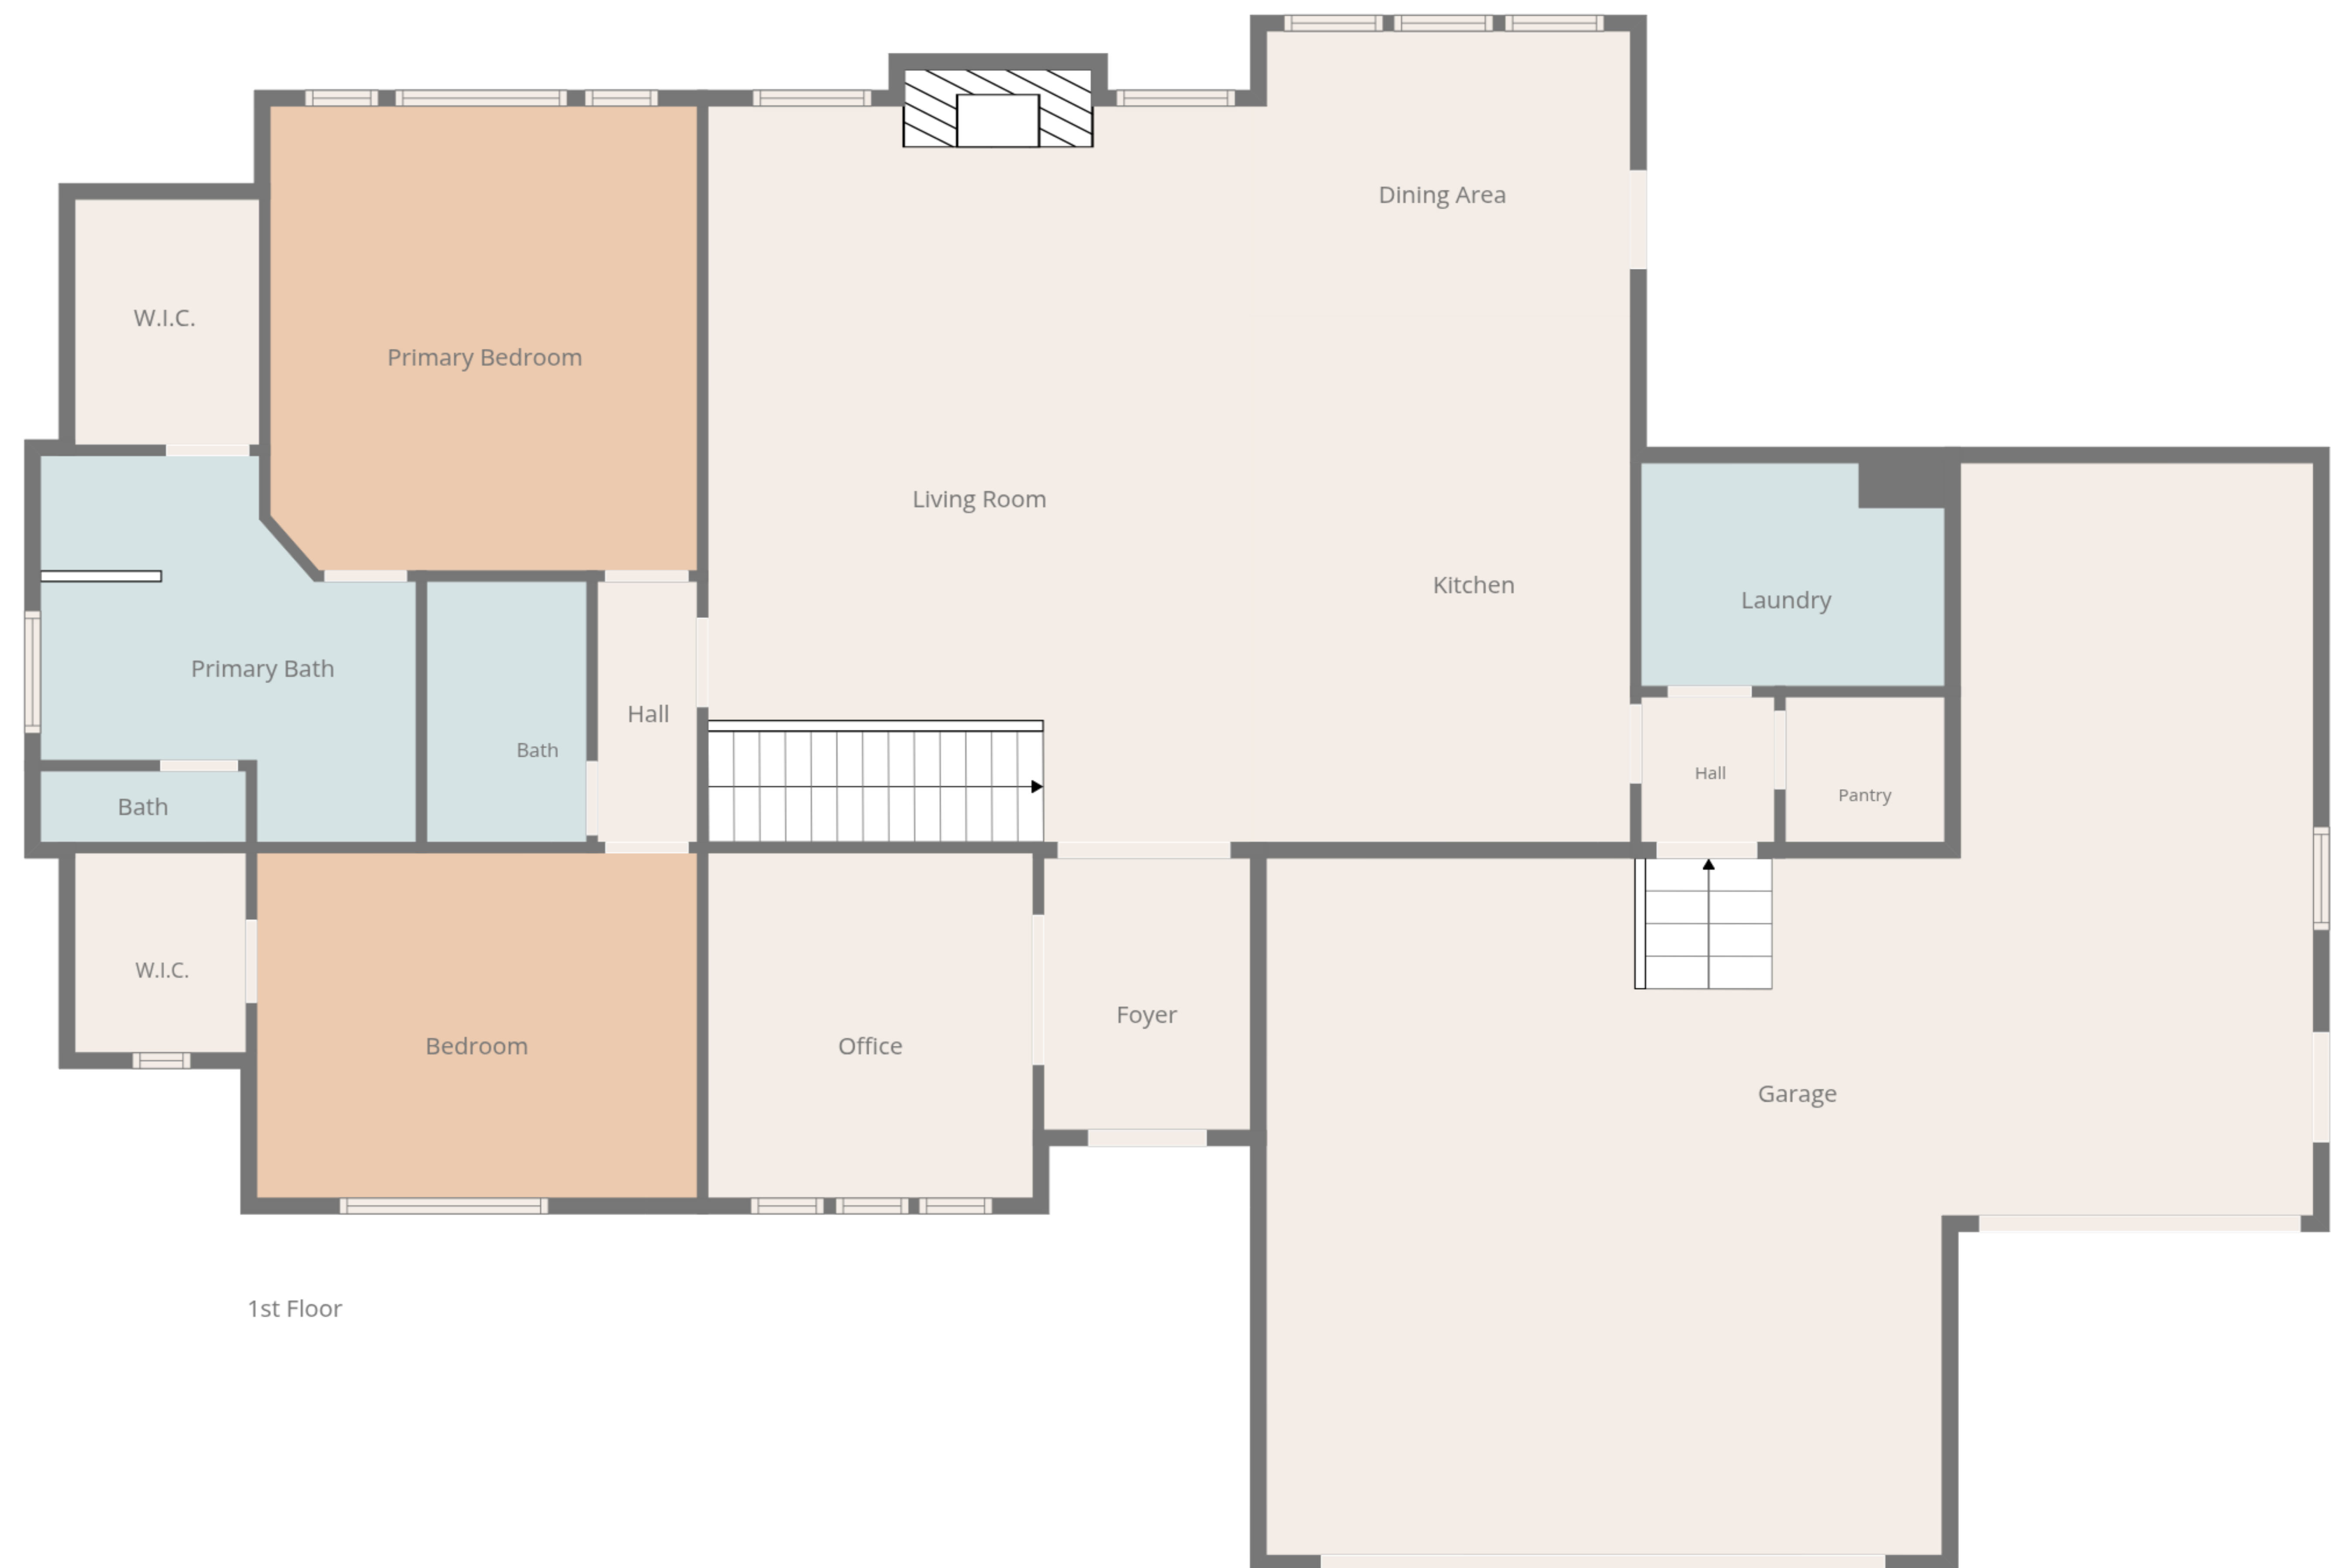 Dining Area
W.I.C.
Primary Bedroom
Living Room
Kitchen
Laundry
Primary Bath
Hall
Bath
Hall
Pantry
Bath
W.I.C.
Foyer
Bedroom
Office
Garage
1st Floor